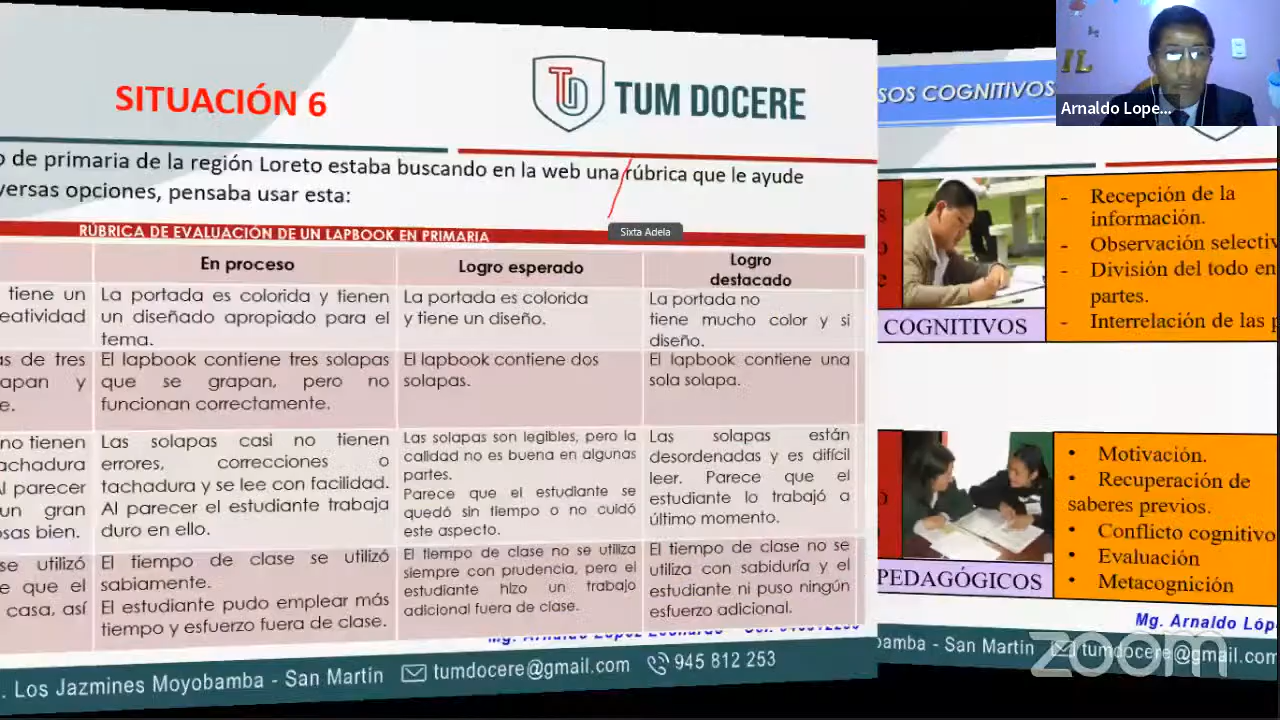 SITUACIÓN 6
TUM DOCERE
o de primaria de la región Loreto estaba buscando en la web una rúbrica que le ayude
versas opciones, pensaba usar esta:
Sixta Adela
RÚBRICA DE EVALUACIÓN DE UN LAPBOOK EN PRIMARIA
En proceso
Logro esperado
Logro
destacado
tiene un
eatividad
La portada es colorida y tienen
un diseñado apropiado para el
tema.
La portada es colorida
y tiene un diseño.
La portada no
tiene mucho color y si
diseño.
as de tres
apan y
e.
El lapbook contiene tres solapas
que se grapan, pero no
funcionan correctamente.
El lapbook contiene dos
solapas.
El lapbook contiene una
sola solapa.
no tienen
achadura
Al parecer
un gran
osas bien.
Las solapas casi no tienen
errores, correcciones o
tachadura y se lee con facilidad.
Al parecer el estudiante trabaja
duro en ello.
Las solapas son legibles, pero la
calidad no es buena en algunas
partes.
Parece que el estudiante se
quedó sin tiempo o no cuidó
este aspecto.
Las solapas están
desordenadas y es difícil
leer. Parece que el
estudiante lo trabajó a
último momento.
se utilizó
e que el
casa, así
El tiempo de clase se utilizó
sabiamente.
El estudiante pudo emplear más
tiempo y esfuerzo fuera de clase.
El tiempo de clase no se utiliza
siempre con prudencia, pero el
estudiante hizo un trabajo
adicional fuera de clase.
El tiempo de clase no se
utiliza con sabiduría y el
estudiante ni puso ningún
esfuerzo adicional.
. Los Jazmines Moyobamba - San Martín tumdocere@gmail.com 945 812 253
SOS COGNITIVOS
Arnaldo Lope...
- Recepción de la
información.
- Observación selectiv
- División del todo en
partes.
- Interrelación de las p
COGNITIVOS
• Motivación.
• Recuperación de
saberes previos.
• Conflicto cognitivo
• Evaluación
• Metacognición
PEDAGÓGICOS
Mg. Arnaldo Lóp
bamba - San Martín tumdocere@gmail.com
zoom